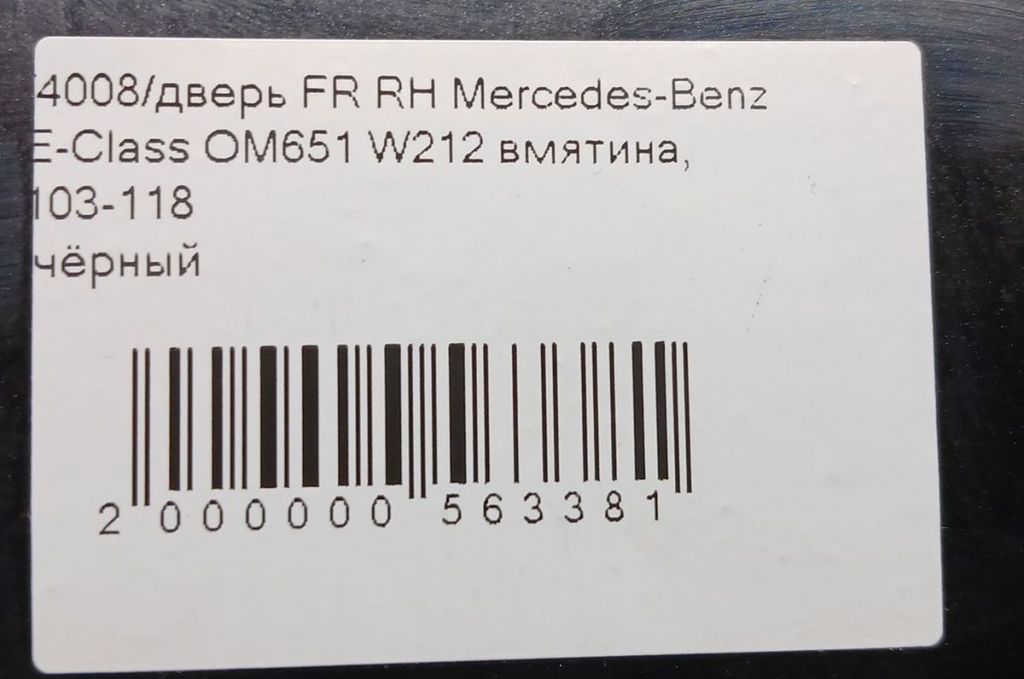 4008/дверь FR RH Mercedes-Benz
E-Class OM651 W212 вмятина,
103-118
чёрный
2 000000 563381